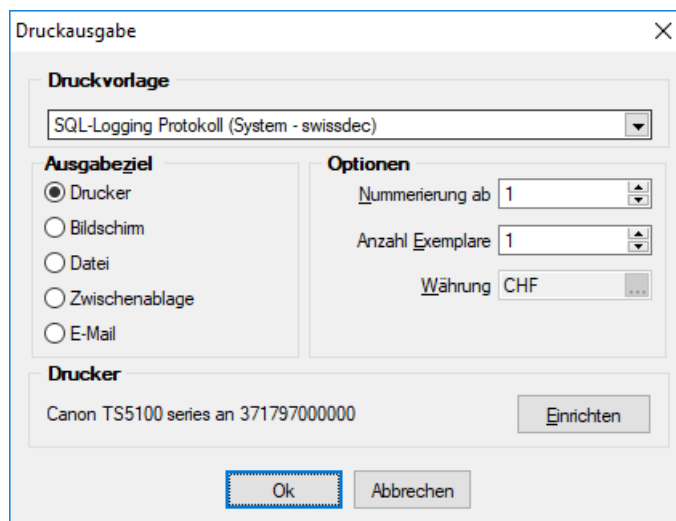 Druckausgabe
Druckvorlage
SQL-Logging Protokoll (System - swissdec)
Ausgabeziel
Drucker
Bildschirm
Datei
Zwischenablage
E-Mail
Optionen
Nummerierung ab 1
Anzahl Exemplare 1
Währung CHF ...
Drucker
Canon TS5100 series an 371797000000
Einrichten
Ok Abbrechen